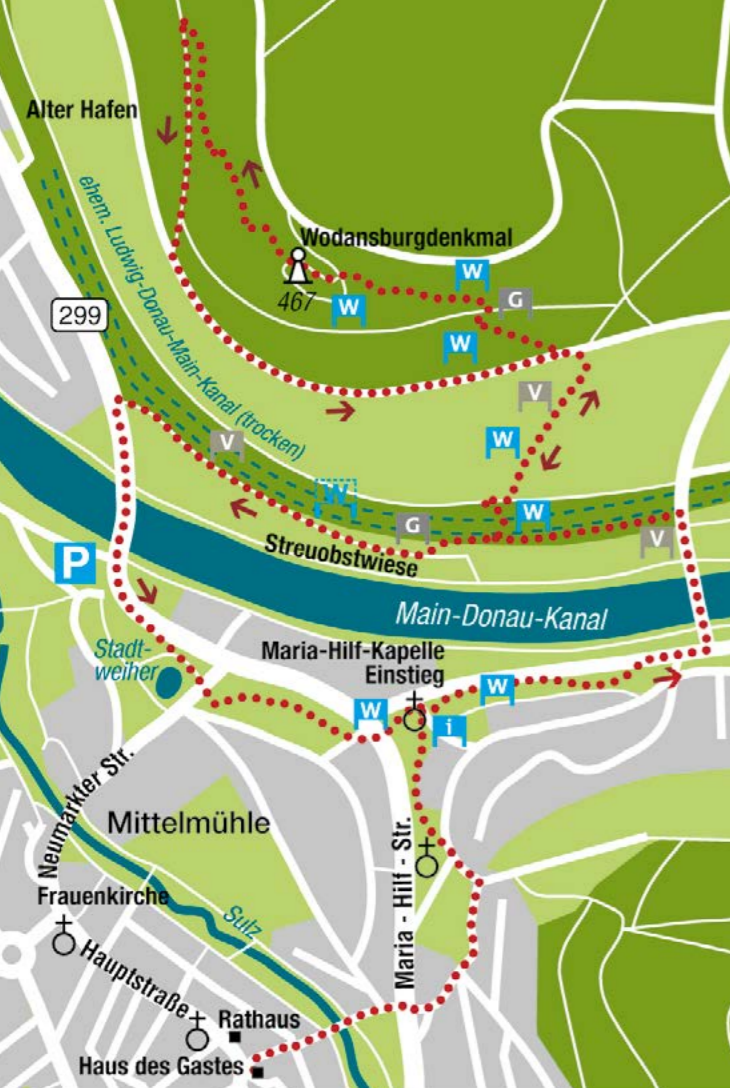 Alter Hafen
ehem. Ludwig-Donau-Main-Kanal (trocken)
Wodansburgdenkmal
W
467
W
G
299
W
V
V
W
W
G
W
V
Streuobstwiese
P
Main-Donau-Kanal
Stadt-
weiher
Maria-Hilf-Kapelle
Einstieg
W
W
i
Neumarkter Str.
Mittelmühle
Maria - Hilf - Str.
Frauenkirche
Sulz
Hauptstraße
Rathaus
Haus des Gastes